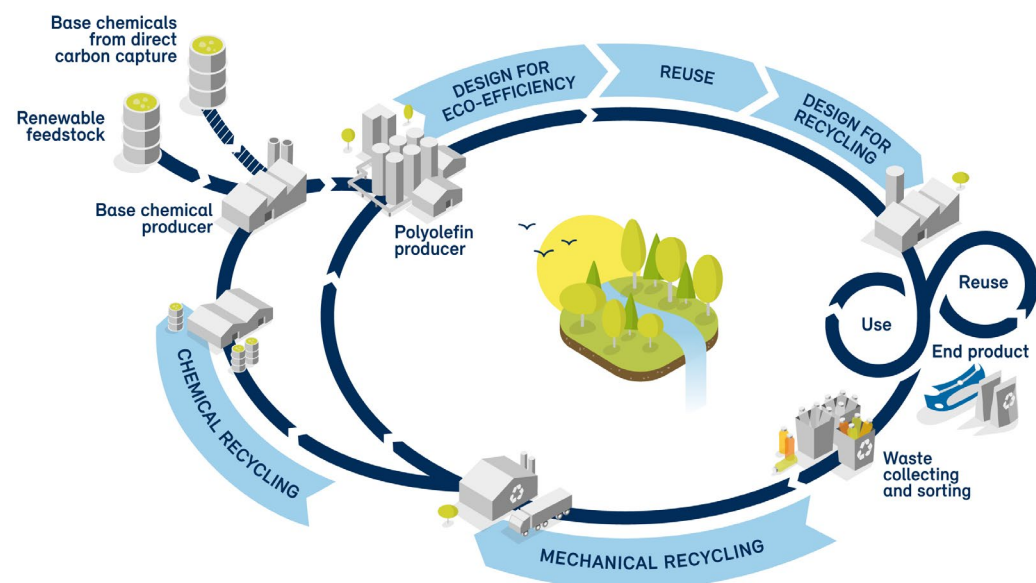 Base chemicals
from direct
carbon capture
Renewable
feedstock
Base chemical
producer
Polyolefin
producer
DESIGN FOR
ECO-EFFICIENCY
REUSE
DESIGN FOR
RECYCLING
Use
Reuse
End product
Waste
collecting
and sorting
MECHANICAL RECYCLING
CHEMICAL RECYCLING